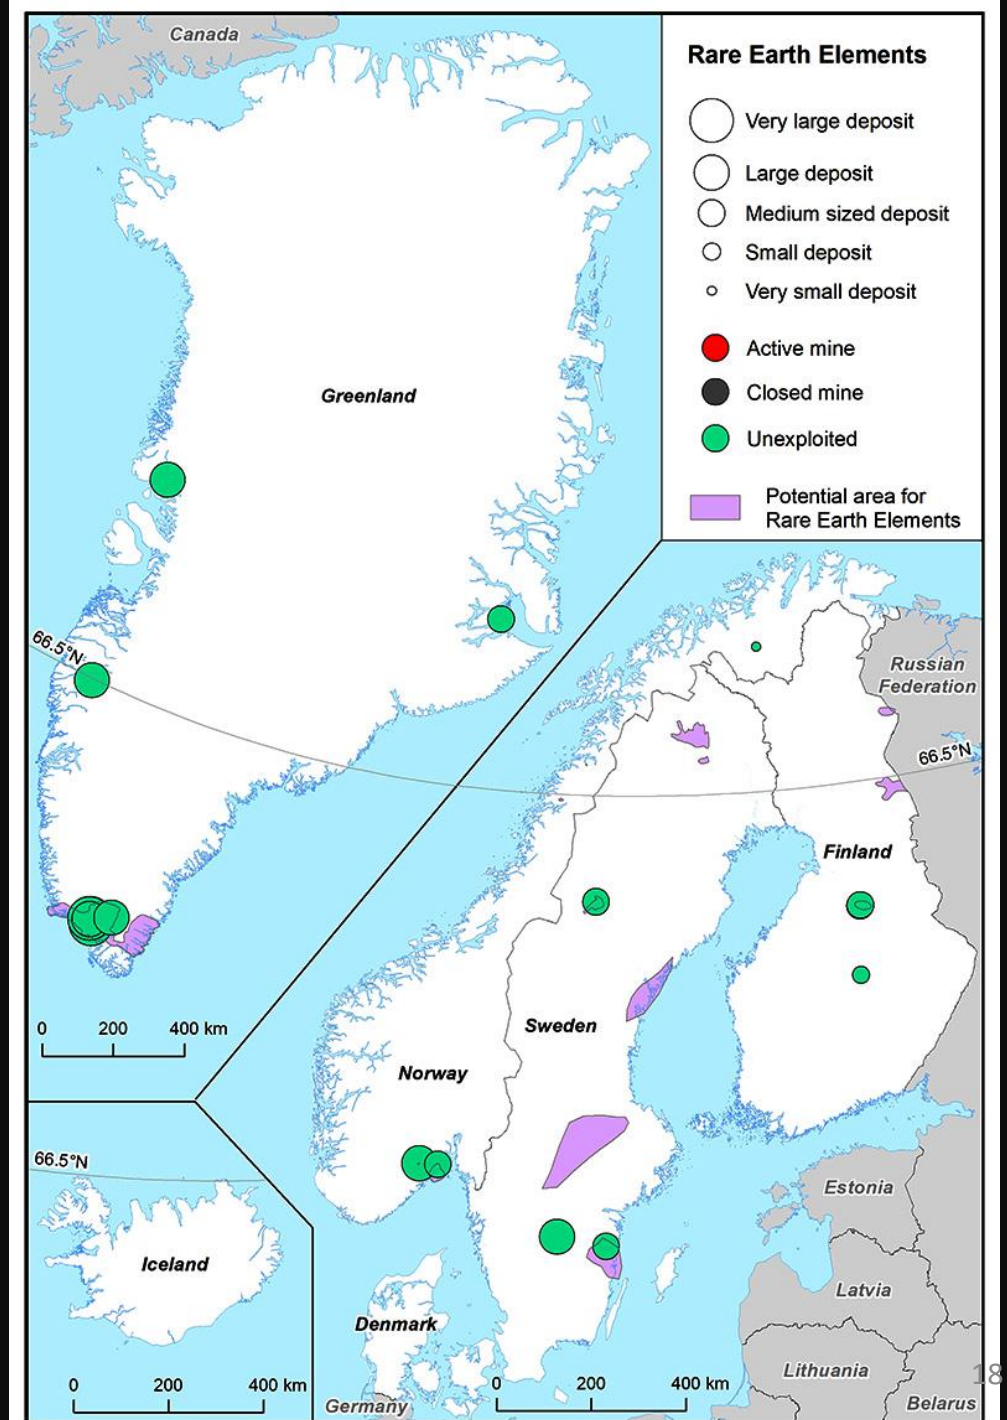 Canada
Rare Earth Elements
Very large deposit
Large deposit
Medium sized deposit
Small deposit
Very small deposit
Active mine
Closed mine
Unexploited
Potential area for
Rare Earth Elements
Greenland
66.5°N
0 200 400 km
Russian
Federation
66.5°N
Finland
Sweden
Norway
66.5°N
Iceland
0 200 400 km
Estonia
Latvia
Denmark
Lithuania
18
0 200 400 km
Germany
Belarus